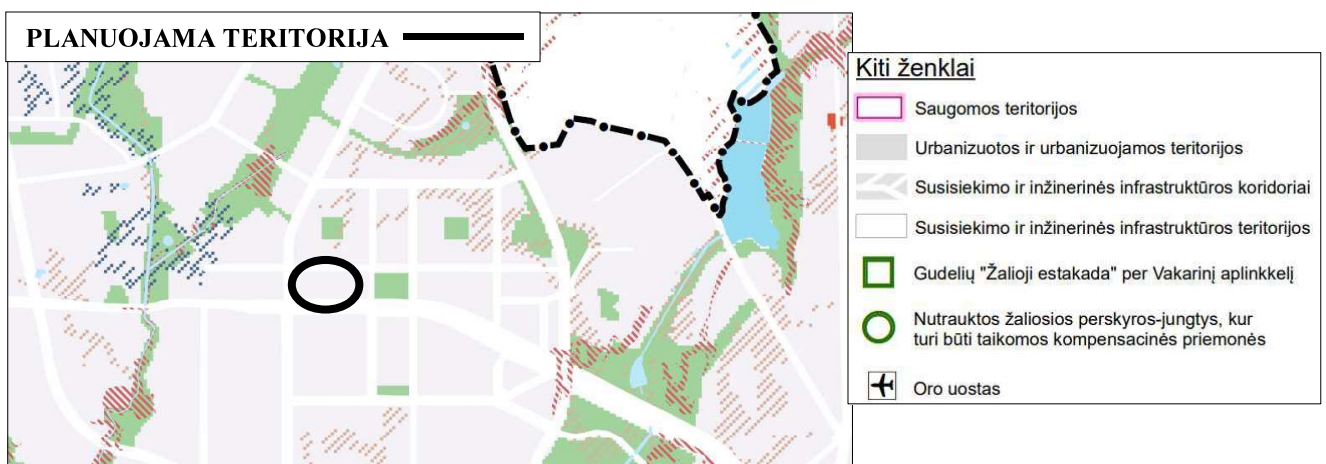 PLANUOJAMA TERITORIJA
Kiti ženklai
Saugomos teritorijos
Urbanizuotos ir urbanizuojamos teritorijos
Susisiekimo ir inžinerinės infrastruktūros koridoriai
Susisiekimo ir inžinerinės infrastruktūros teritorijos
Gudelių "Žalioji estakada" per Vakarinį aplinkkelį
Nutrauktos žaliosios perskyros-jungtys, kur
turi būti taikomos kompensacinės priemonės
Oro uostas